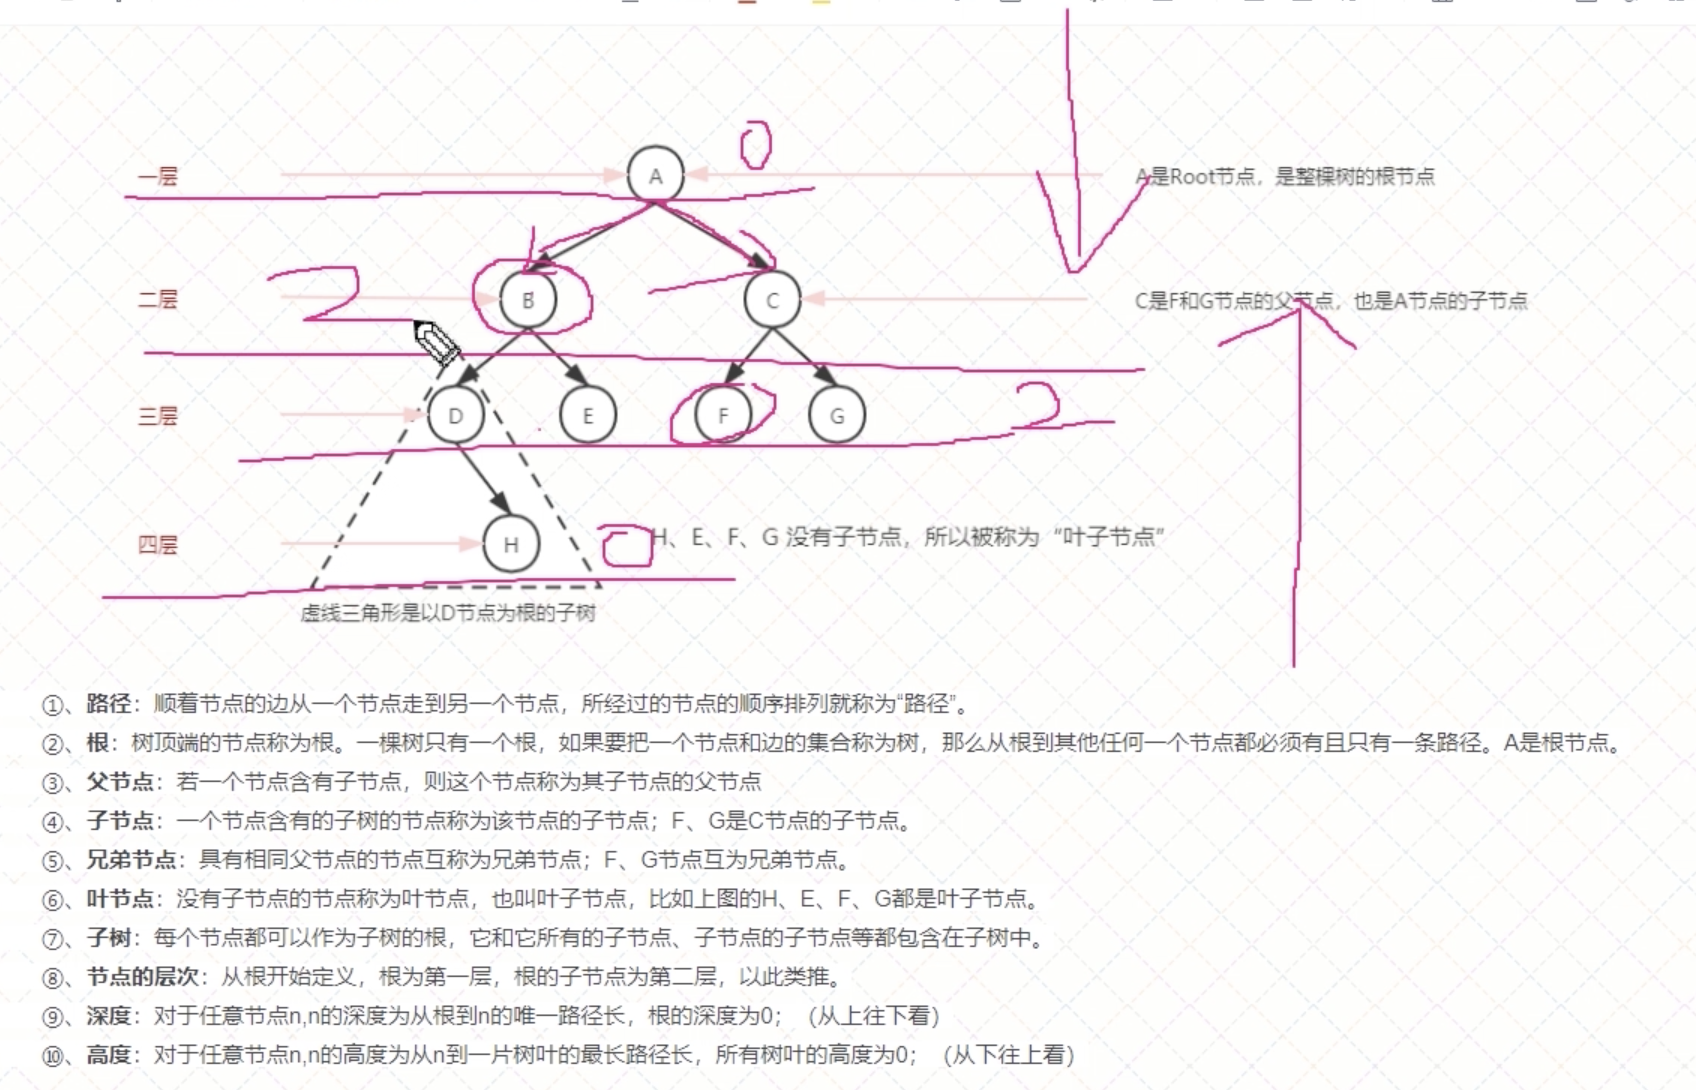 0
一层
A
A是Root节点，是整棵树的根节点
2
二层
B
C
C是F和G节点的父节点，也是A节点的子节点
三层
D
E
F
G
2
四层
H
0
H、E、F、G 没有子节点，所以被称为“叶子节点”
虚线三角形是以D节点为根的子树
①、路径：顺着节点的边从一个节点走到另一个节点，所经过的节点的顺序排列就称为“路径”。
②、根：树顶端的节点称为根。一棵树只有一个根，如果要把一个节点和边的集合称为树，那么从根到其他任何一个节点都必须有且只有一条路径。A是根节点。
③、父节点：若一个节点含有子节点，则这个节点称为其子节点的父节点
④、子节点：一个节点含有的子树的节点称为该节点的子节点；F、G是C节点的子节点。
⑤、兄弟节点：具有相同父节点的节点互称为兄弟节点；F、G节点互为兄弟节点。
⑥、叶节点：没有子节点的节点称为叶节点，也叫叶子节点，比如上图的H、E、F、G都是叶子节点。
⑦、子树：每个节点都可以作为子树的根，它和它所有的子节点、子节点的子节点等都包含在子树中。
⑧、节点的层次：从根开始定义，根为第一层，根的子节点为第二层，以此类推。
⑨、深度：对于任意节点n,n的深度为从根到n的唯一路径长，根的深度为0；（从上往下看）
⑩、高度：对于任意节点n,n的高度为从n到一片树叶的最长路径长，所有树叶的高度为0；（从下往上看）